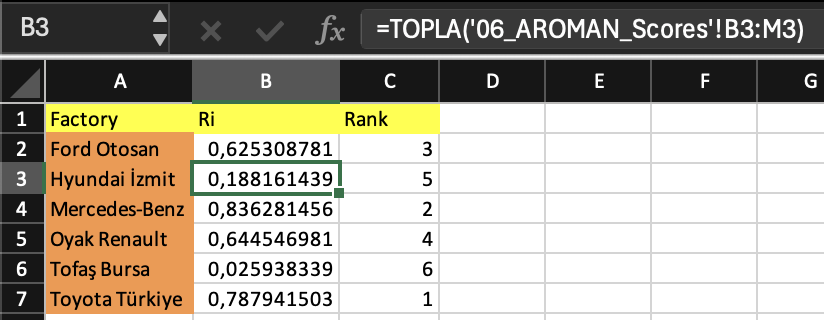 B3 fx =TOPLA('06_AROMAN_Scores'!B3:M3)
A B C D E F G
1 Factory Ri Rank
2 Ford Otosan 0,625308781 3
3 Hyundai İzmit 0,188161439 5
4 Mercedes-Benz 0,836281456 2
5 Oyak Renault 0,644546981 4
6 Tofaş Bursa 0,025938339 6
7 Toyota Türkiye 0,787941503 1